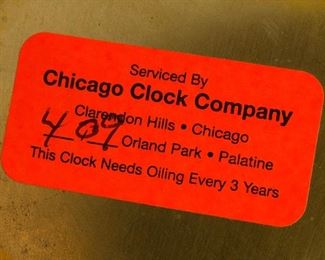 Serviced By
Chicago Clock Company
Clarendon Hills • Chicago
4 09 Orland Park • Palatine
This Clock Needs Oiling Every 3 Years